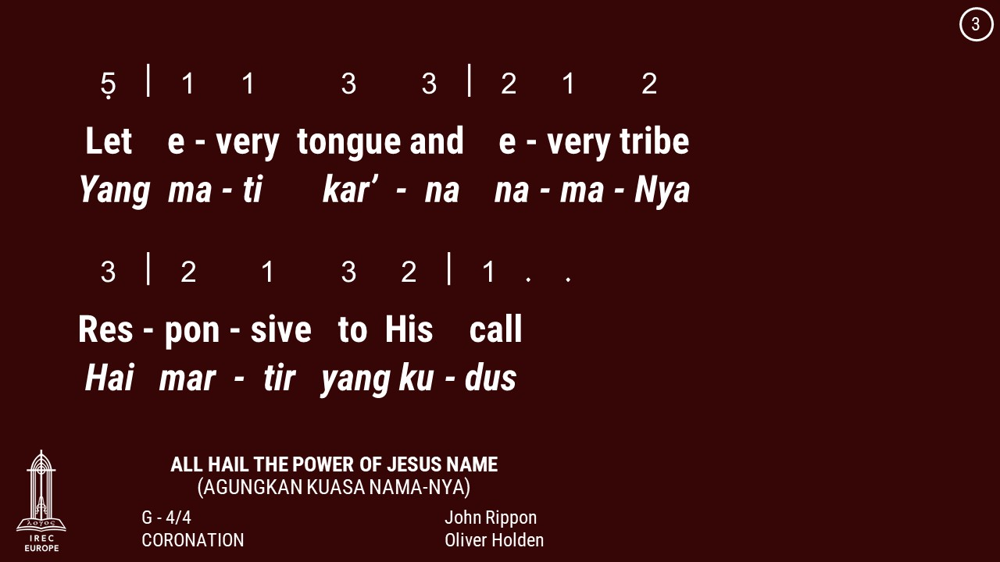 3
5̣ | 1 1 3 3 | 2 1 2
Let e - very tongue and e - very tribe
Yang ma - ti kar’ - na na - ma - Nya
3 | 2 1 3 2 | 1 . .
Res - pon - sive to His call
Hai mar - tir yang ku - dus
ALL HAIL THE POWER OF JESUS NAME
(AGUNGKAN KUASA NAMA-NYA)
G - 4/4 John Rippon
CORONATION Oliver Holden
λογος
IREC
EUROPE